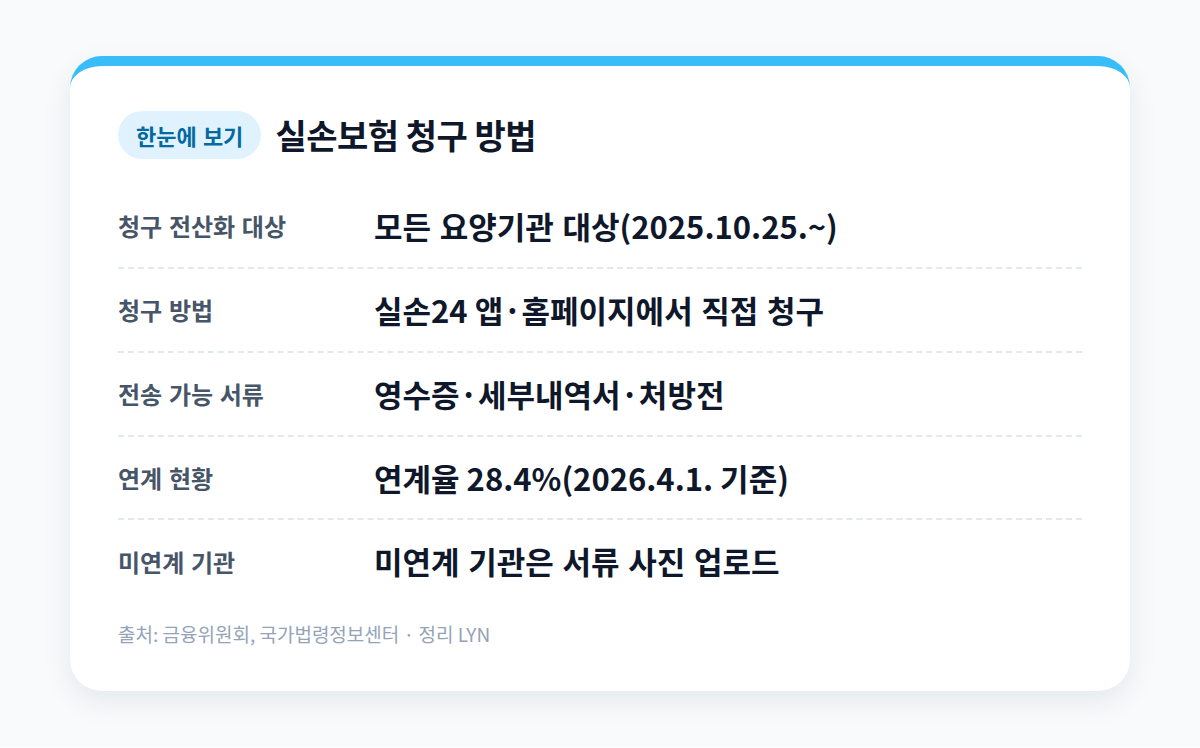 한눈에 보기 실손보험 청구 방법
청구 전산화 대상 모든 요양기관 대상(2025.10.25.~)
청구 방법 실손24 앱·홈페이지에서 직접 청구
전송 가능 서류 영수증·세부내역서·처방전
연계 현황 연계율 28.4%(2026.4.1. 기준)
미연계 기관 미연계 기관은 서류 사진 업로드
출처: 금융위원회, 국가법령정보센터 · 정리 LYN